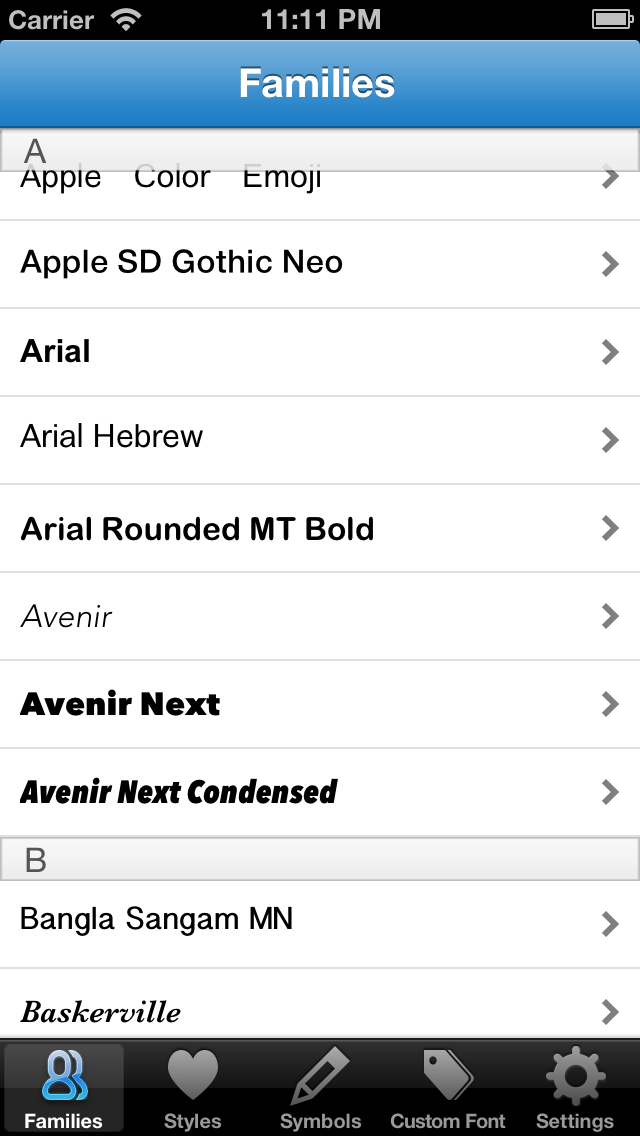 Carrier 11:11 PM
Families
A
Apple Color Emoji
Apple SD Gothic Neo
Arial
Arial Hebrew
Arial Rounded MT Bold
Avenir
Avenir Next
Avenir Next Condensed
B
Bangla Sangam MN
Baskerville
Families Styles Symbols Custom Font Settings